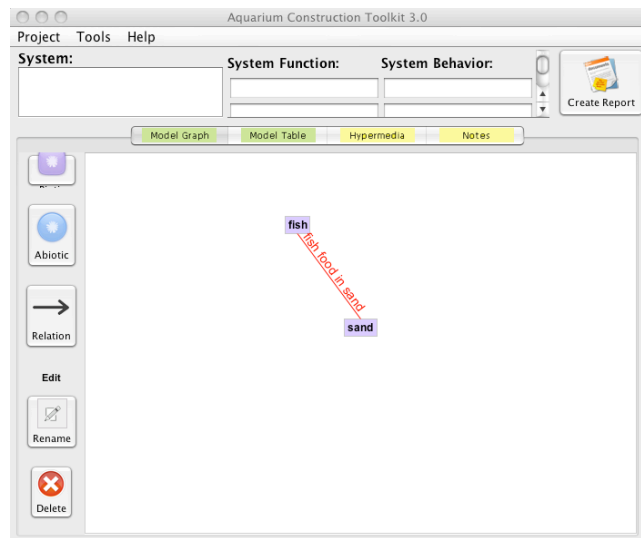 Aquarium Construction Toolkit 3.0
Project Tools Help
System:
System Function:
System Behavior:
Create Report
Model Graph
Model Table
Hypermedia
Notes
Abiotic
Relation
Edit
Rename
Delete
fish
fish food in sand
sand